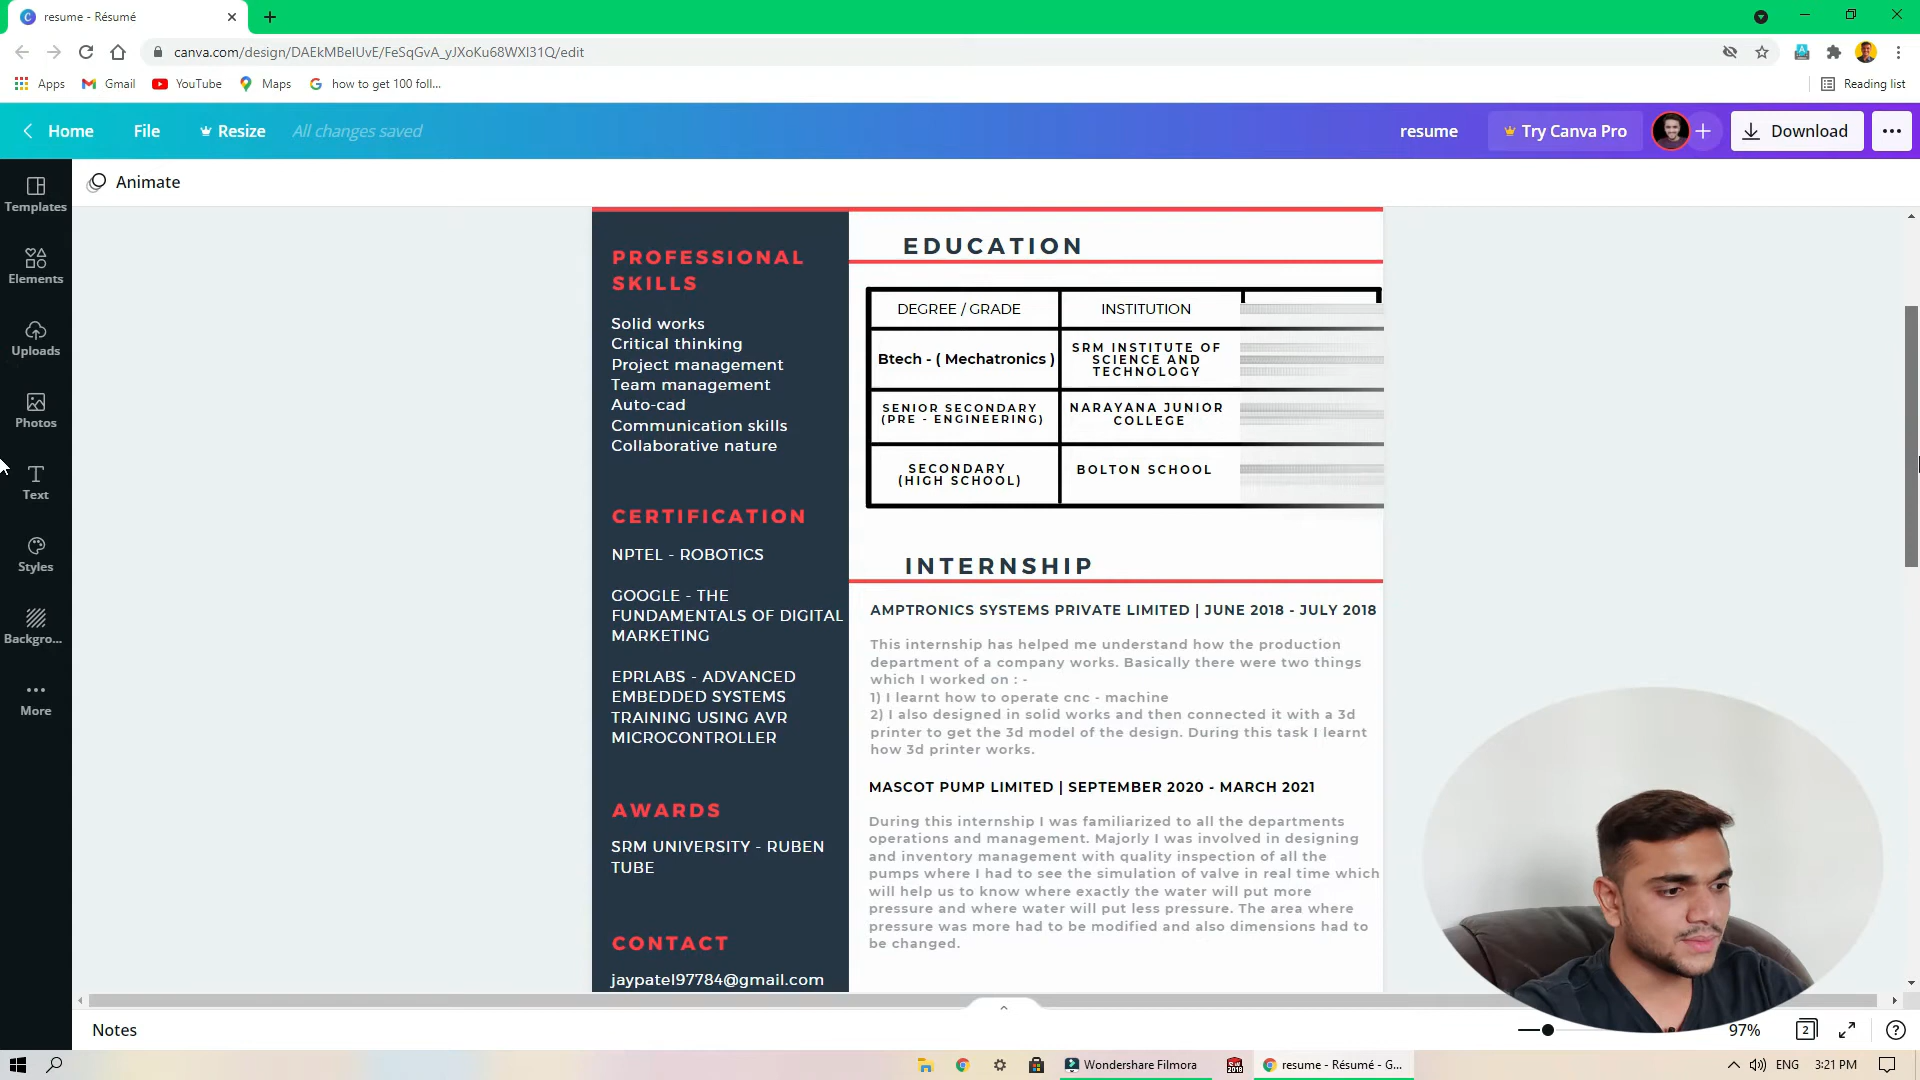 resume - Résumé
canva.com/design/DAEkMBelUvE/FeSqGvA_yJXoKu68WXl31Q/edit
Apps Gmail YouTube Maps how to get 100 foll...
Reading list
Home File Resize All changes saved
resume Try Canva Pro Download
Animate
Templates
Elements
Uploads
Photos
Text
Styles
Backgro...
More
PROFESSIONAL
SKILLS
Solid works
Critical thinking
Project management
Team management
Auto-cad
Communication skills
Collaborative nature
CERTIFICATION
NPTEL - ROBOTICS
GOOGLE - THE
FUNDAMENTALS OF DIGITAL
MARKETING
EPRLABS - ADVANCED
EMBEDDED SYSTEMS
TRAINING USING AVR
MICROCONTROLLER
AWARDS
SRM UNIVERSITY - RUBEN
TUBE
CONTACT
jaypatel97784@gmail.com
EDUCATION
DEGREE / GRADE INSTITUTION
Btech - ( Mechatronics ) SRM INSTITUTE OF
SCIENCE AND
TECHNOLOGY
SENIOR SECONDARY
(PRE - ENGINEERING)
NARAYANA JUNIOR
COLLEGE
SECONDARY
(HIGH SCHOOL)
BOLTON SCHOOL
INTERNSHIP
AMPTRONICS SYSTEMS PRIVATE LIMITED | JUNE 2018 - JULY 2018
This internship has helped me understand how the production
department of a company works. Basically there were two things
which I worked on : -
1) I learnt how to operate cnc - machine
2) I also designed in solid works and then connected it with a 3d
printer to get the 3d model of the design. During this task I learnt
how 3d printer works.
MASCOT PUMP LIMITED | SEPTEMBER 2020 - MARCH 2021
During this internship I was familiarized to all the departments
operations and management. Majorly I was involved in designing
and inventory management with quality inspection of all the
pumps where I had to see the simulation of valve in real time which
will help us to know where exactly the water will put more
pressure and where water will put less pressure. The area where
pressure was more had to be modified and also dimensions had to
be changed.
Notes
97% 2
Wondershare Filmora
2018
resume - Résumé - G...
ENG 3:21 PM